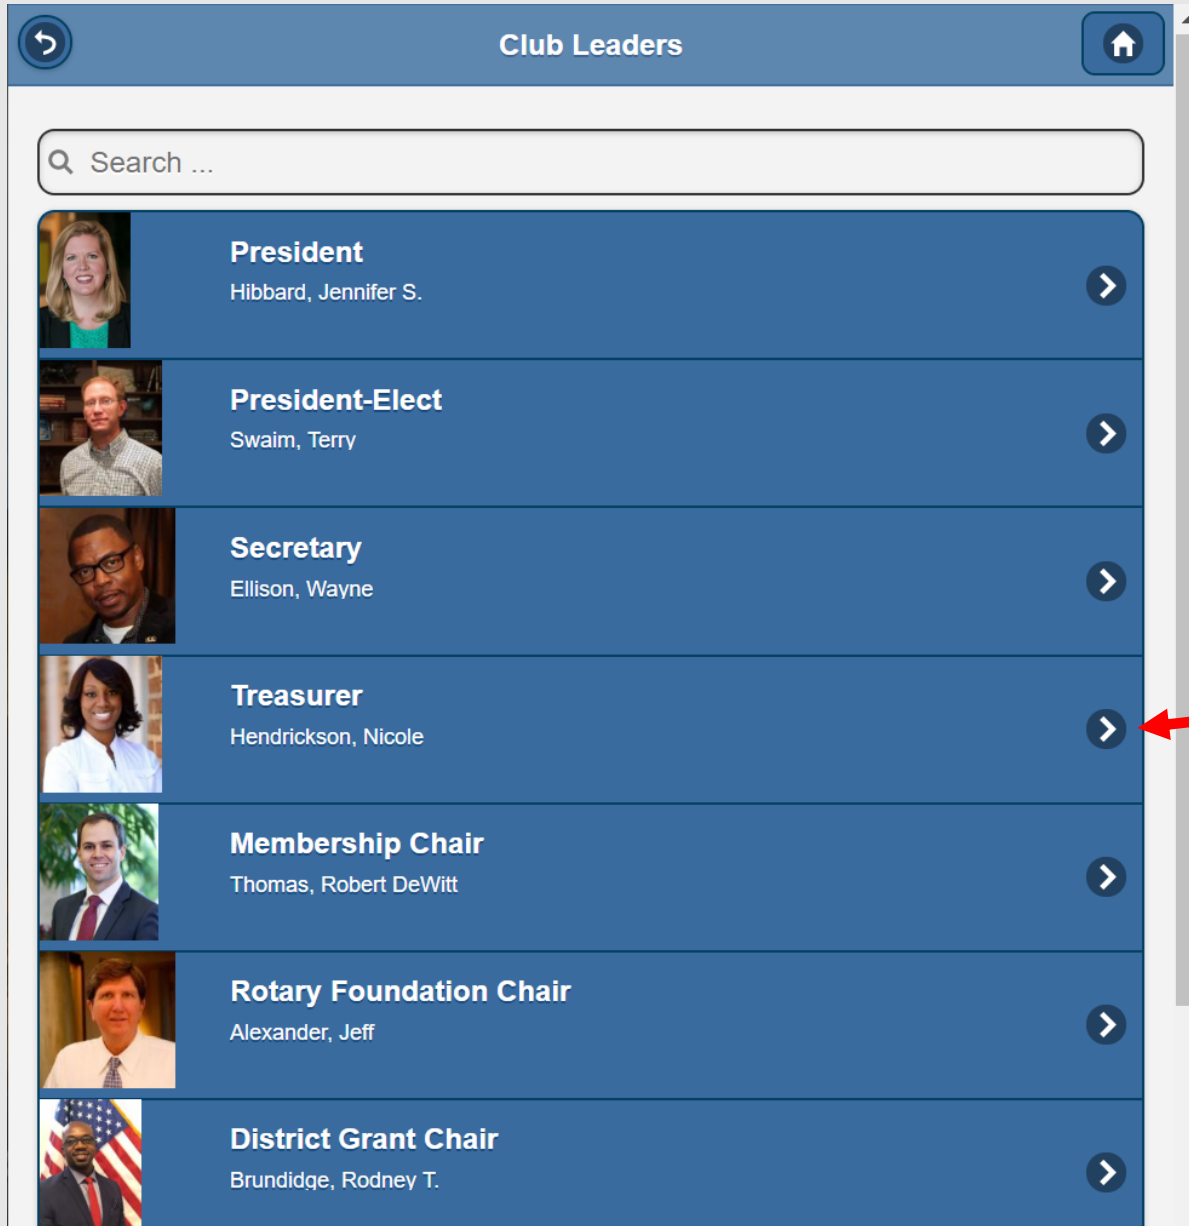 Club Leaders
Search ...
President
Hibbard, Jennifer S.
President-Elect
Swaim, Terry
Secretary
Ellison, Wayne
Treasurer
Hendrickson, Nicole
Membership Chair
Thomas, Robert DeWitt
Rotary Foundation Chair
Alexander, Jeff
District Grant Chair
Brundidge, Rodney T.